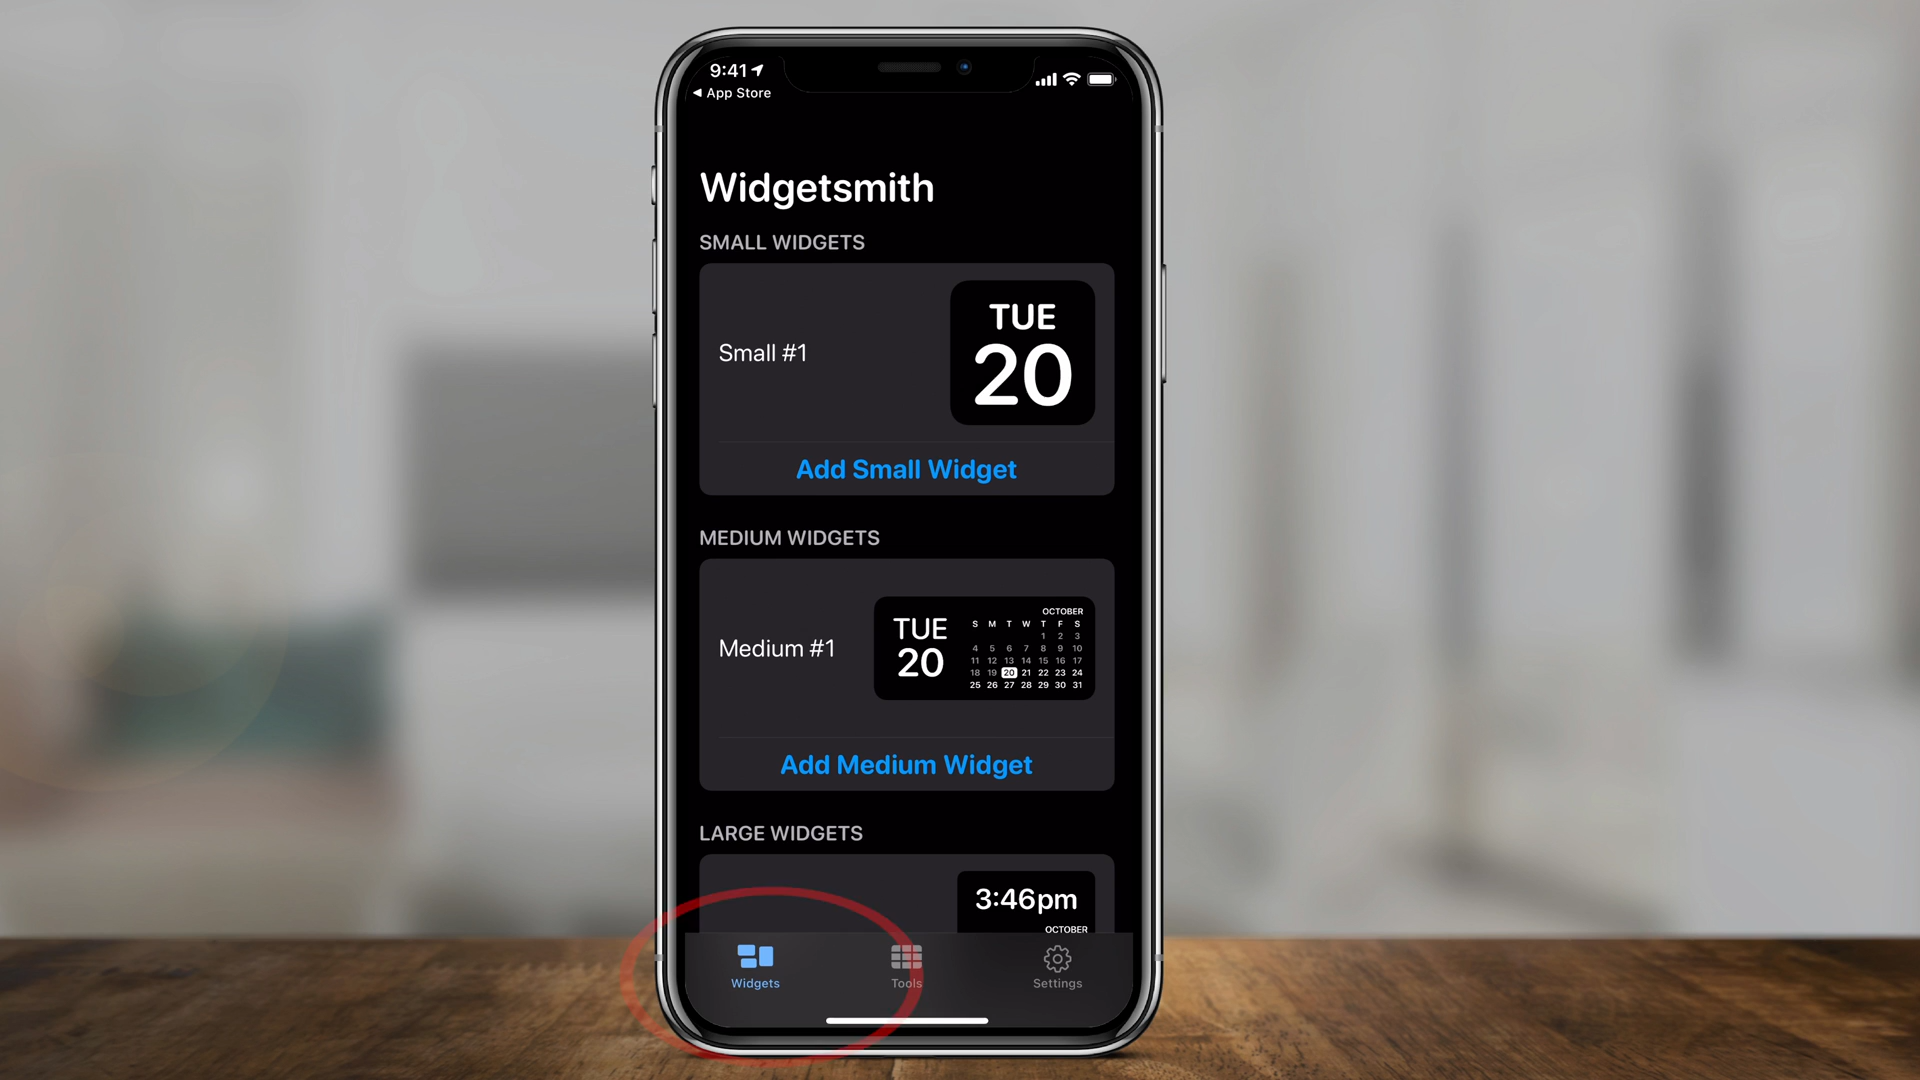 9:41
◀ App Store
Widgetsmith
SMALL WIDGETS
Small #1
TUE
20
Add Small Widget
MEDIUM WIDGETS
Medium #1
TUE
20
OCTOBER
S M T W T F S
1 2 3
4 5 6 7 8 9 10
11 12 13 14 15 16 17
18 19 20 21 22 23 24
25 26 27 28 29 30 31
Add Medium Widget
LARGE WIDGETS
3:46pm
OCTOBER
Widgets
Tools
Settings